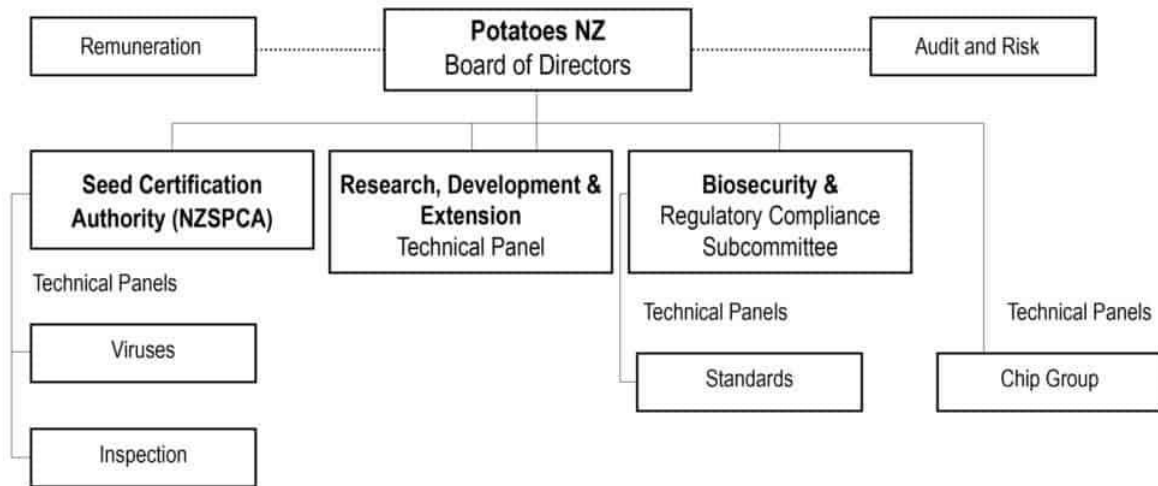 Remuneration
Potatoes NZ
Board of Directors
Audit and Risk
Seed Certification
Authority (NZSPCA)
Research, Development &
Extension
Technical Panel
Biosecurity &
Regulatory Compliance
Subcommittee
Technical Panels
Viruses
Inspection
Technical Panels
Standards
Technical Panels
Chip Group